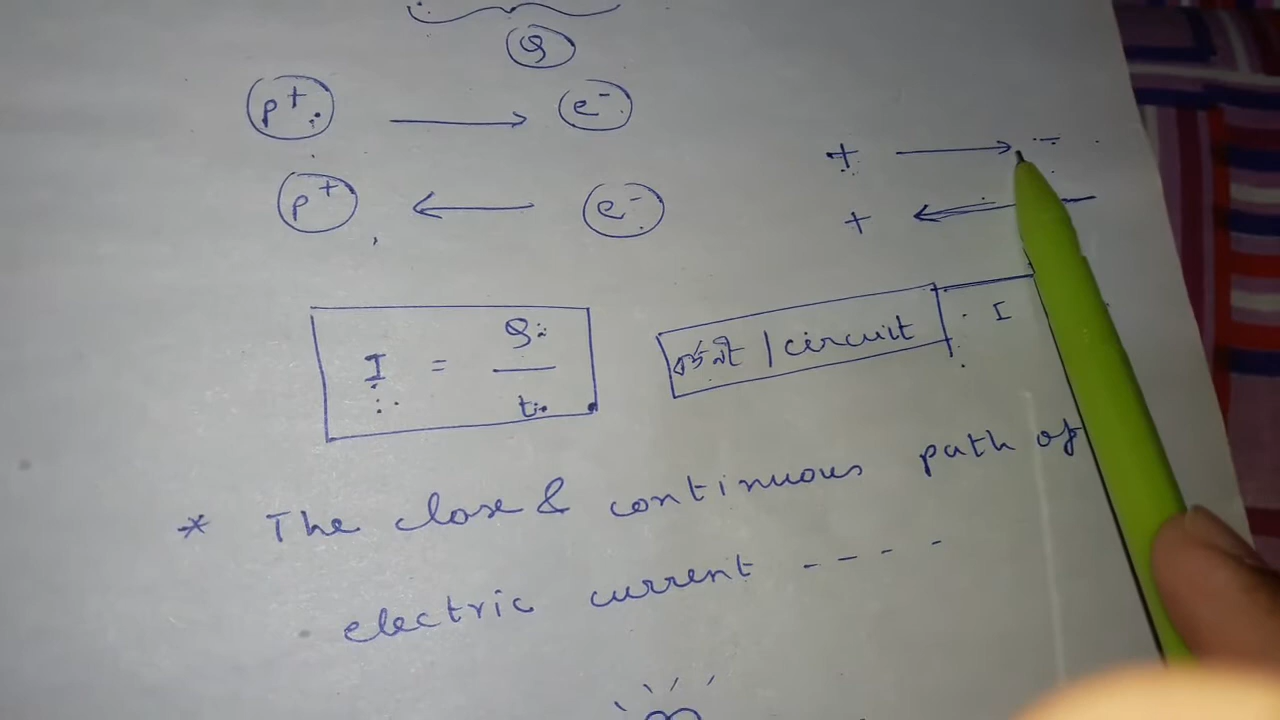 Q
p+ → e-
+ → -
p+ ← e-
+ ← -
I = Q / t
/ circuit
I
* The close & continuous path of
electric current ----